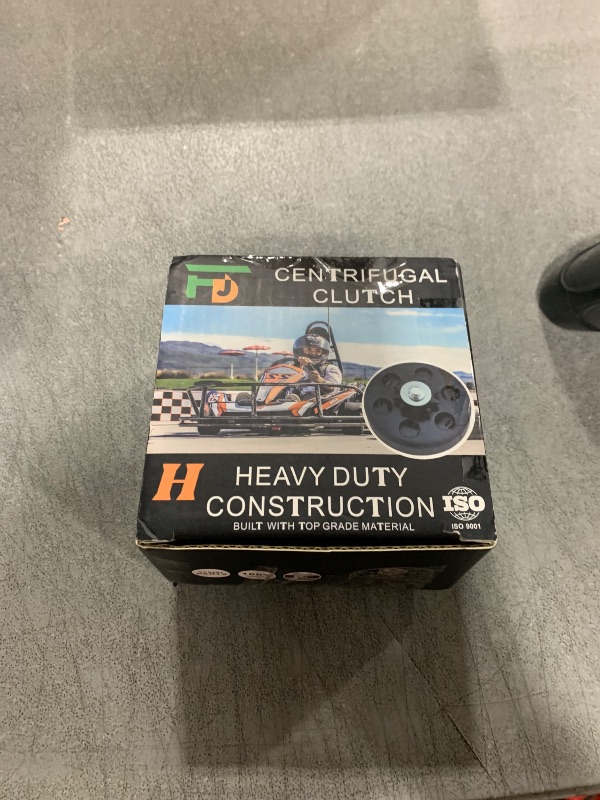 FD
CENTRIFUGAL
CLUTCH
H
HEAVY DUTY
CONSTRUCTION
BUILT WITH TOP GRADE MATERIAL
ISO
ISO 9001